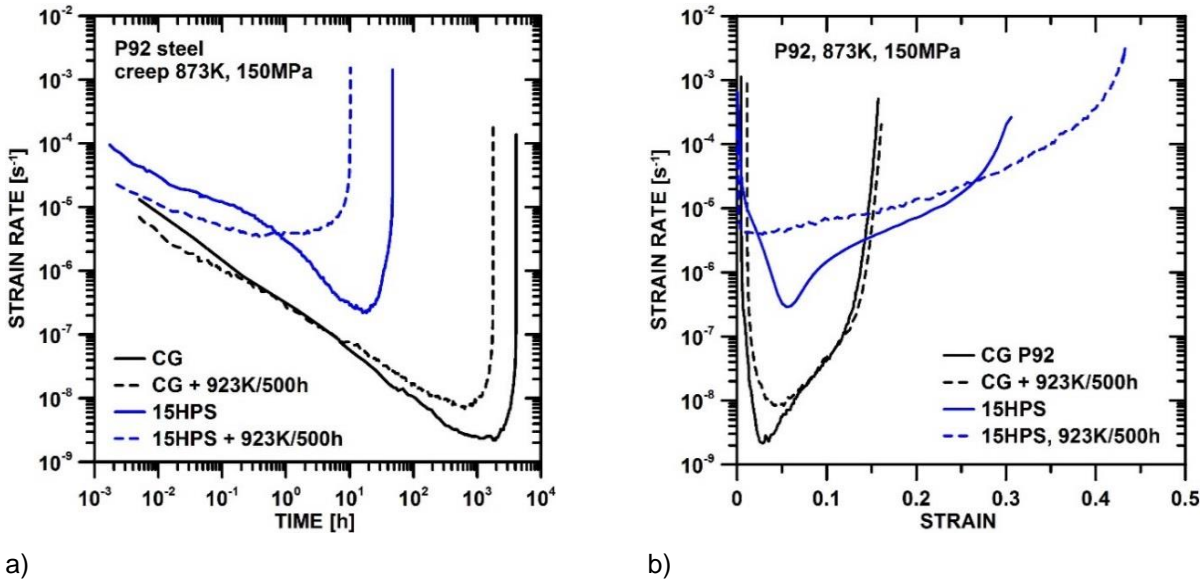 P92 steel
creep 873K, 150MPa
STRAIN RATE [s⁻¹]
10⁻²
10⁻³
10⁻⁴
10⁻⁵
10⁻⁶
10⁻⁷
10⁻⁸
10⁻⁹
CG
CG + 923K/500h
15HPS
15HPS + 923K/500h
10⁻³ 10⁻² 10⁻¹ 10⁰ 10¹ 10² 10³ 10⁴
TIME [h]
a)
P92, 873K, 150MPa
STRAIN RATE [s⁻¹]
10⁻²
10⁻³
10⁻⁴
10⁻⁵
10⁻⁶
10⁻⁷
10⁻⁸
10⁻⁹
CG P92
CG + 923K/500h
15HPS
15HPS, 923K/500h
0 0.1 0.2 0.3 0.4 0.5
STRAIN
b)